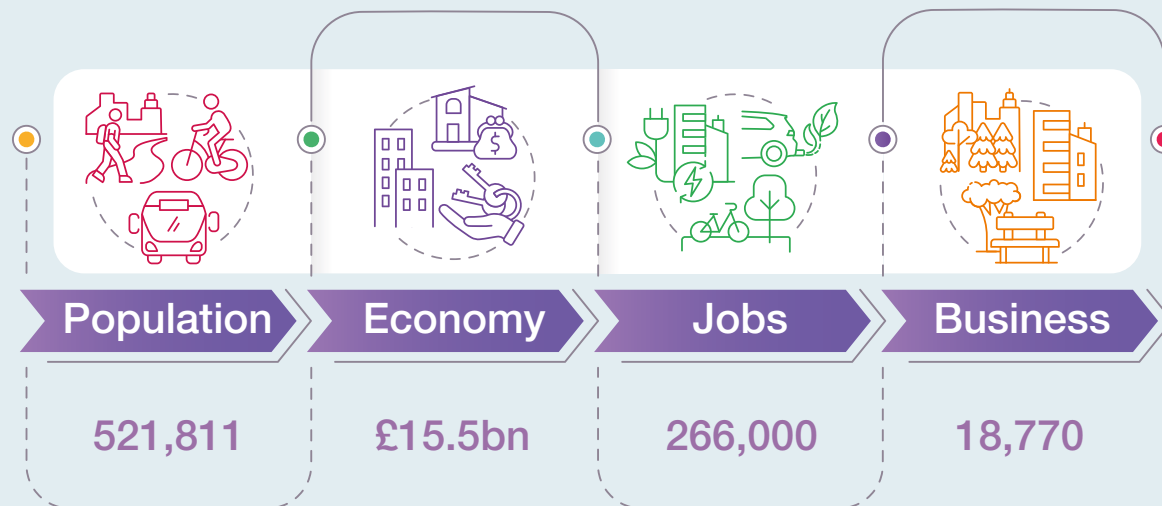 Population
Economy
Jobs
Business
521,811
£15.5bn
266,000
18,770